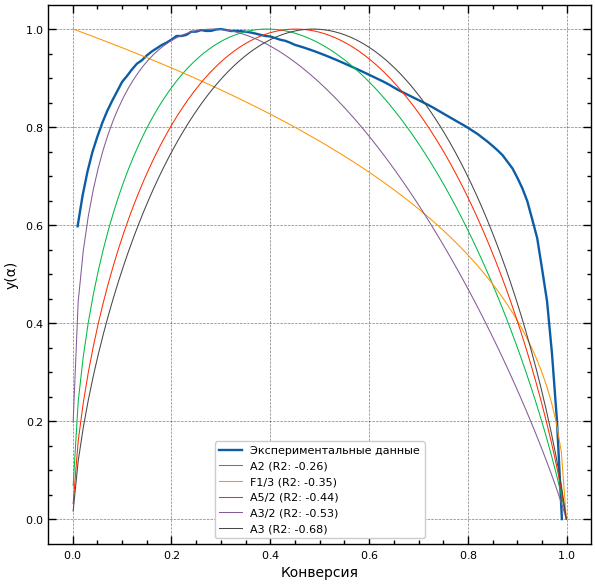 1.0
0.8
0.6
0.4
0.2
0.0
y(α)
Экспериментальные данные
A2 (R2: -0.26)
F1/3 (R2: -0.35)
A5/2 (R2: -0.44)
A3/2 (R2: -0.53)
A3 (R2: -0.68)
0.0 0.2 0.4 0.6 0.8 1.0
Конверсия